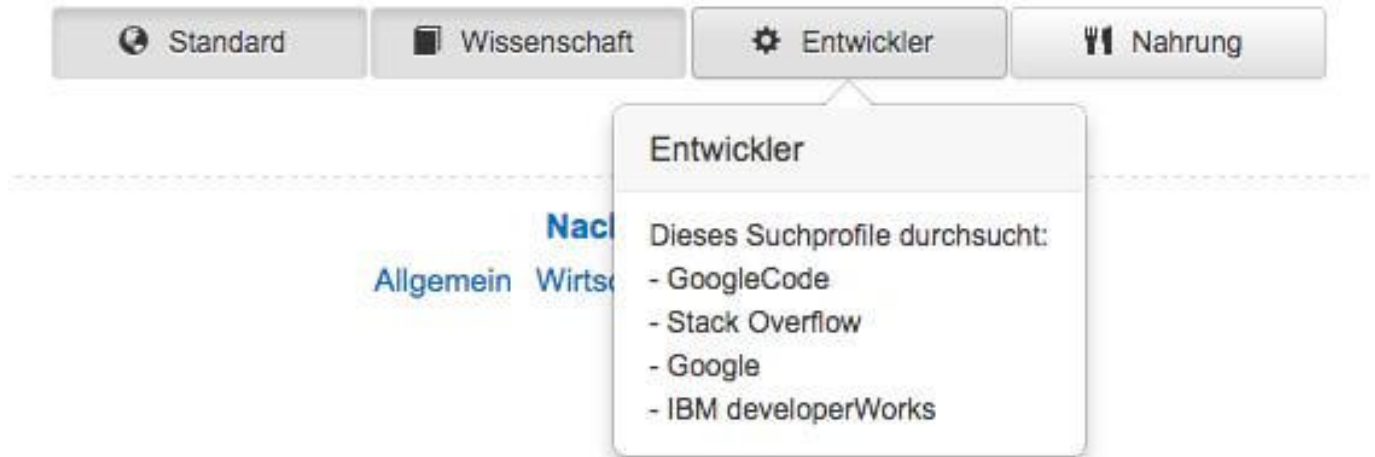 Standard Wissenschaft Entwickler Nahrung
Entwickler
Dieses Suchprofile durchsucht:
- GoogleCode
- Stack Overflow
- Google
- IBM developerWorks
Allgemein